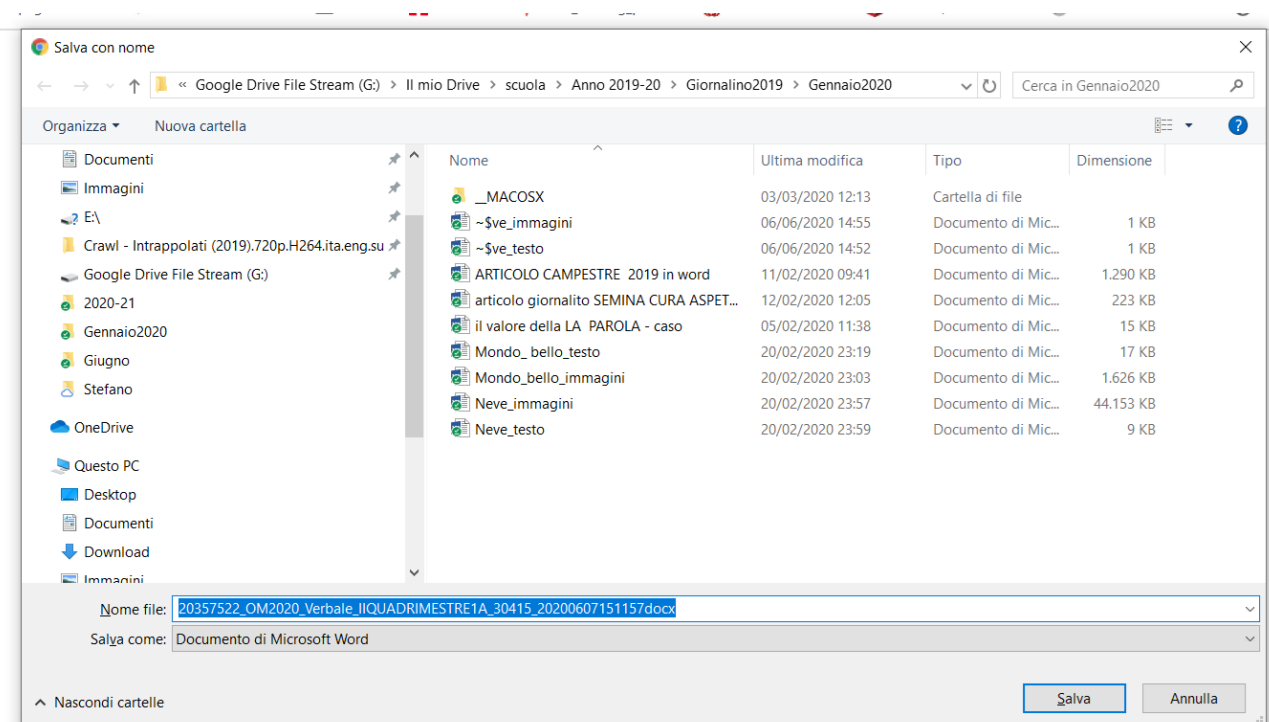 Salva con nome
« Google Drive File Stream (G:) > Il mio Drive > scuola > Anno 2019-20 > Giornalino2019 > Gennaio2020
Cerca in Gennaio2020
Organizza Nuova cartella
Documenti
Immagini
E:\
Crawl - Intrappolati (2019).720p.H264.ita.eng.su
Google Drive File Stream (G:)
2020-21
Gennaio2020
Giugno
Stefano
OneDrive
Questo PC
Desktop
Documenti
Download
Immagini
Nome Ultima modifica Tipo Dimensione
__MACOSX 03/03/2020 12:13 Cartella di file
~$ve_immagini 06/06/2020 14:55 Documento di Mic... 1 KB
~$ve_testo 06/06/2020 14:52 Documento di Mic... 1 KB
ARTICOLO CAMPESTRE 2019 in word 11/02/2020 09:41 Documento di Mic... 1.290 KB
articolo giornalito SEMINA CURA ASPET... 12/02/2020 12:05 Documento di Mic... 223 KB
il valore della LA PAROLA - caso 05/02/2020 11:38 Documento di Mic... 15 KB
Mondo_ bello_testo 20/02/2020 23:19 Documento di Mic... 17 KB
Mondo_bello_immagini 20/02/2020 23:03 Documento di Mic... 1.626 KB
Neve_immagini 20/02/2020 23:57 Documento di Mic... 44.153 KB
Neve_testo 20/02/2020 23:59 Documento di Mic... 9 KB
Nome file: 20357522_OM2020_Verbale_IIQUADRIMESTRE1A_30415_20200607151157docx
Salva come: Documento di Microsoft Word
Nascondi cartelle
Salva Annulla